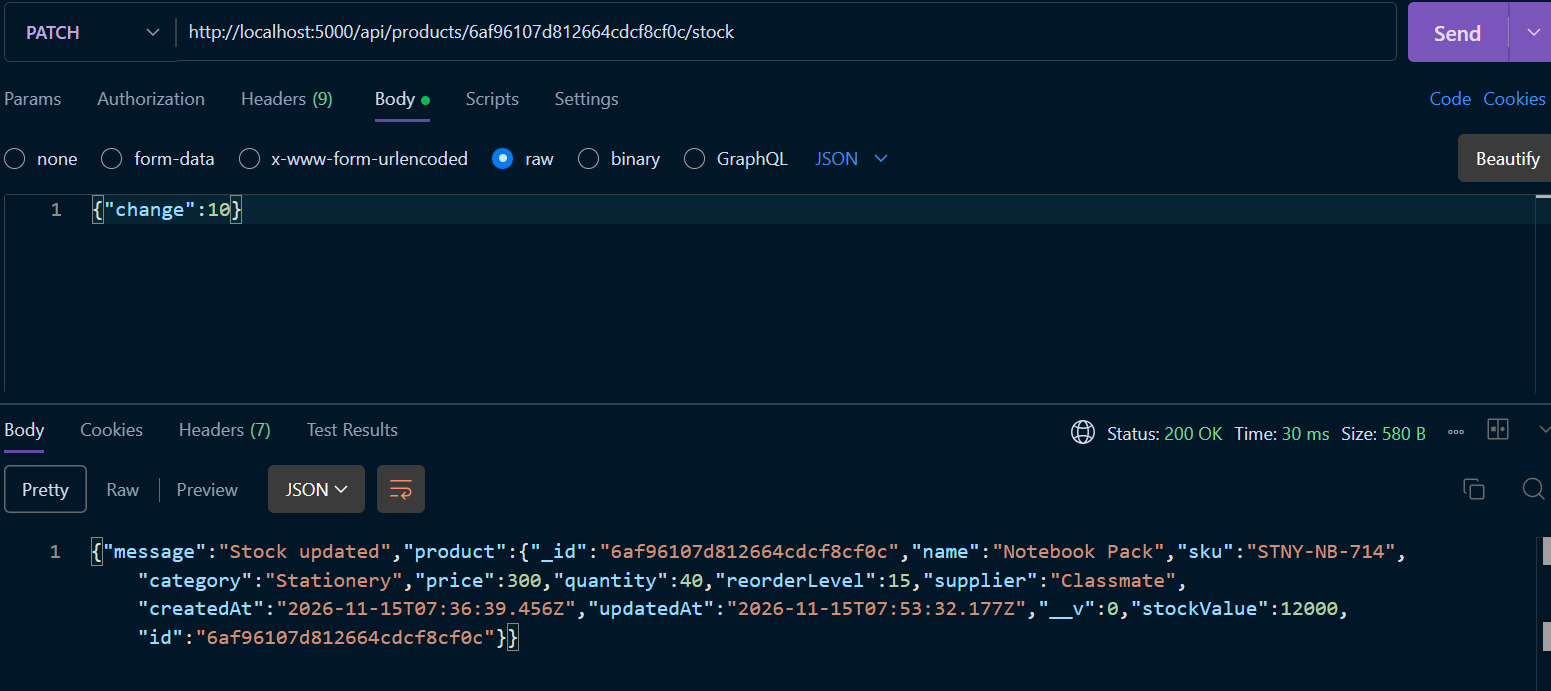 PATCH http://localhost:5000/api/products/6af96107d812664cdcf8cf0c/stock Send
Params Authorization Headers (9) Body Scripts Settings Code Cookies
none form-data x-www-form-urlencoded raw binary GraphQL JSON Beautify
1 {"change":10}
Body Cookies Headers (7) Test Results Status: 200 OK Time: 30 ms Size: 580 B
Pretty Raw Preview JSON
1 {"message":"Stock updated","product":{"_id":"6af96107d812664cdcf8cf0c","name":"Notebook Pack","sku":"STNY-NB-714",
"category":"Stationery","price":300,"quantity":40,"reorderLevel":15,"supplier":"Classmate",
"createdAt":"2026-11-15T07:36:39.456Z","updatedAt":"2026-11-15T07:53:32.177Z","__v":0,"stockValue":12000,
"id":"6af96107d812664cdcf8cf0c"}}